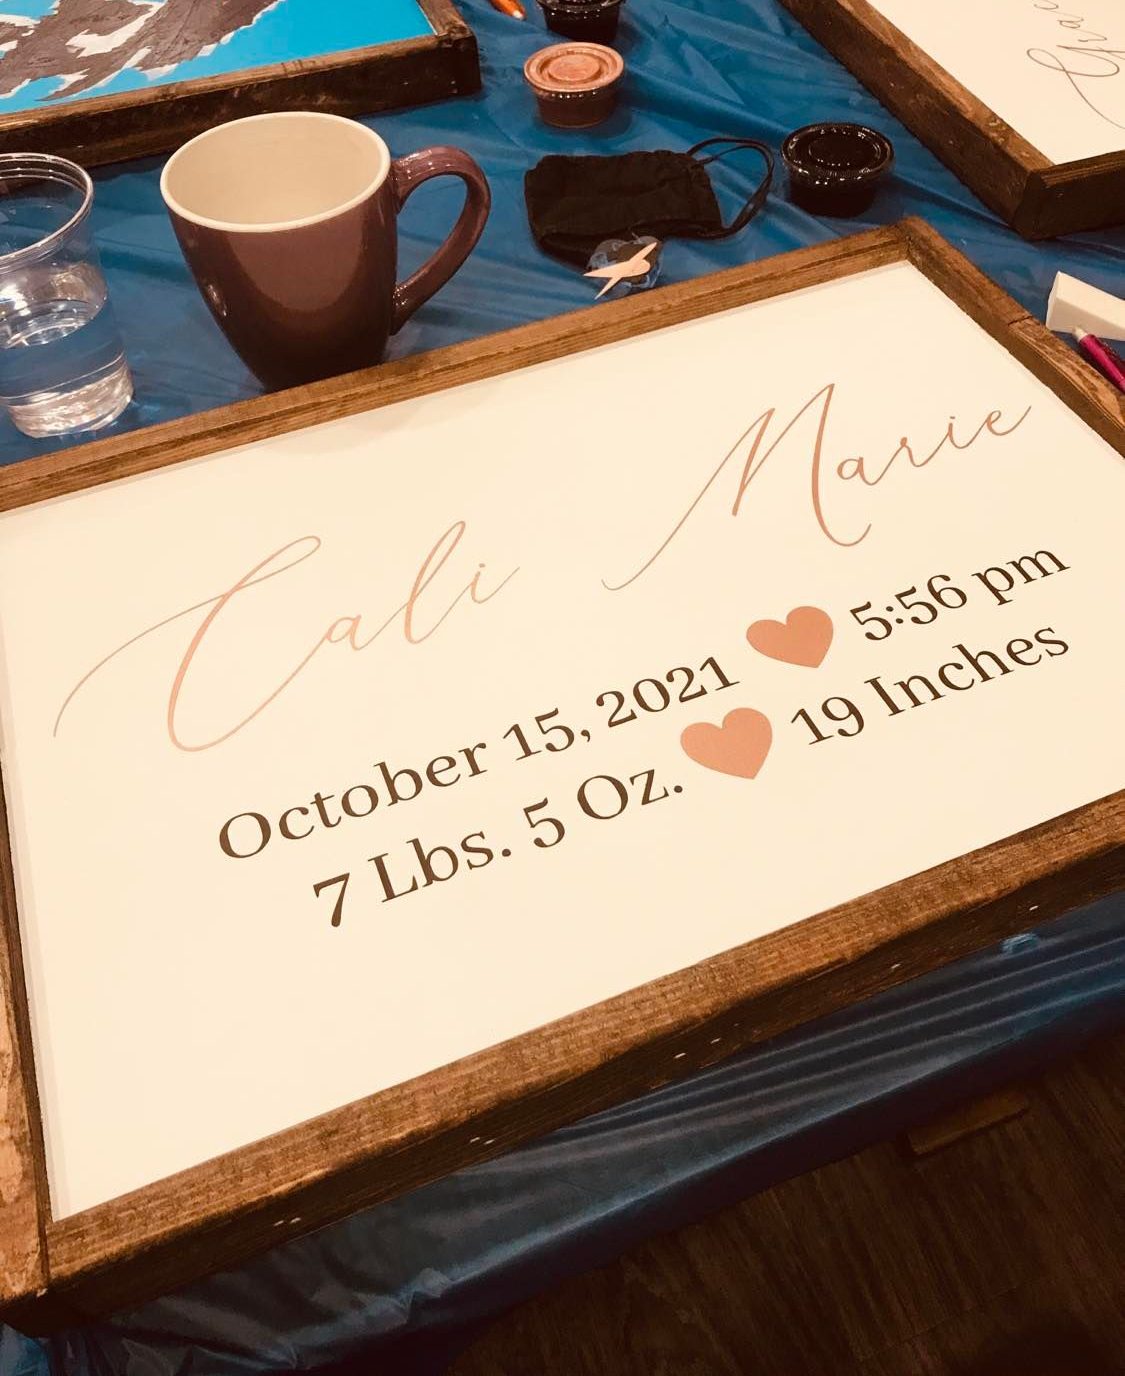 Cali Marie
October 15, 2021 ♥ 5:56 pm
7 Lbs. 5 Oz. ♥ 19 Inches